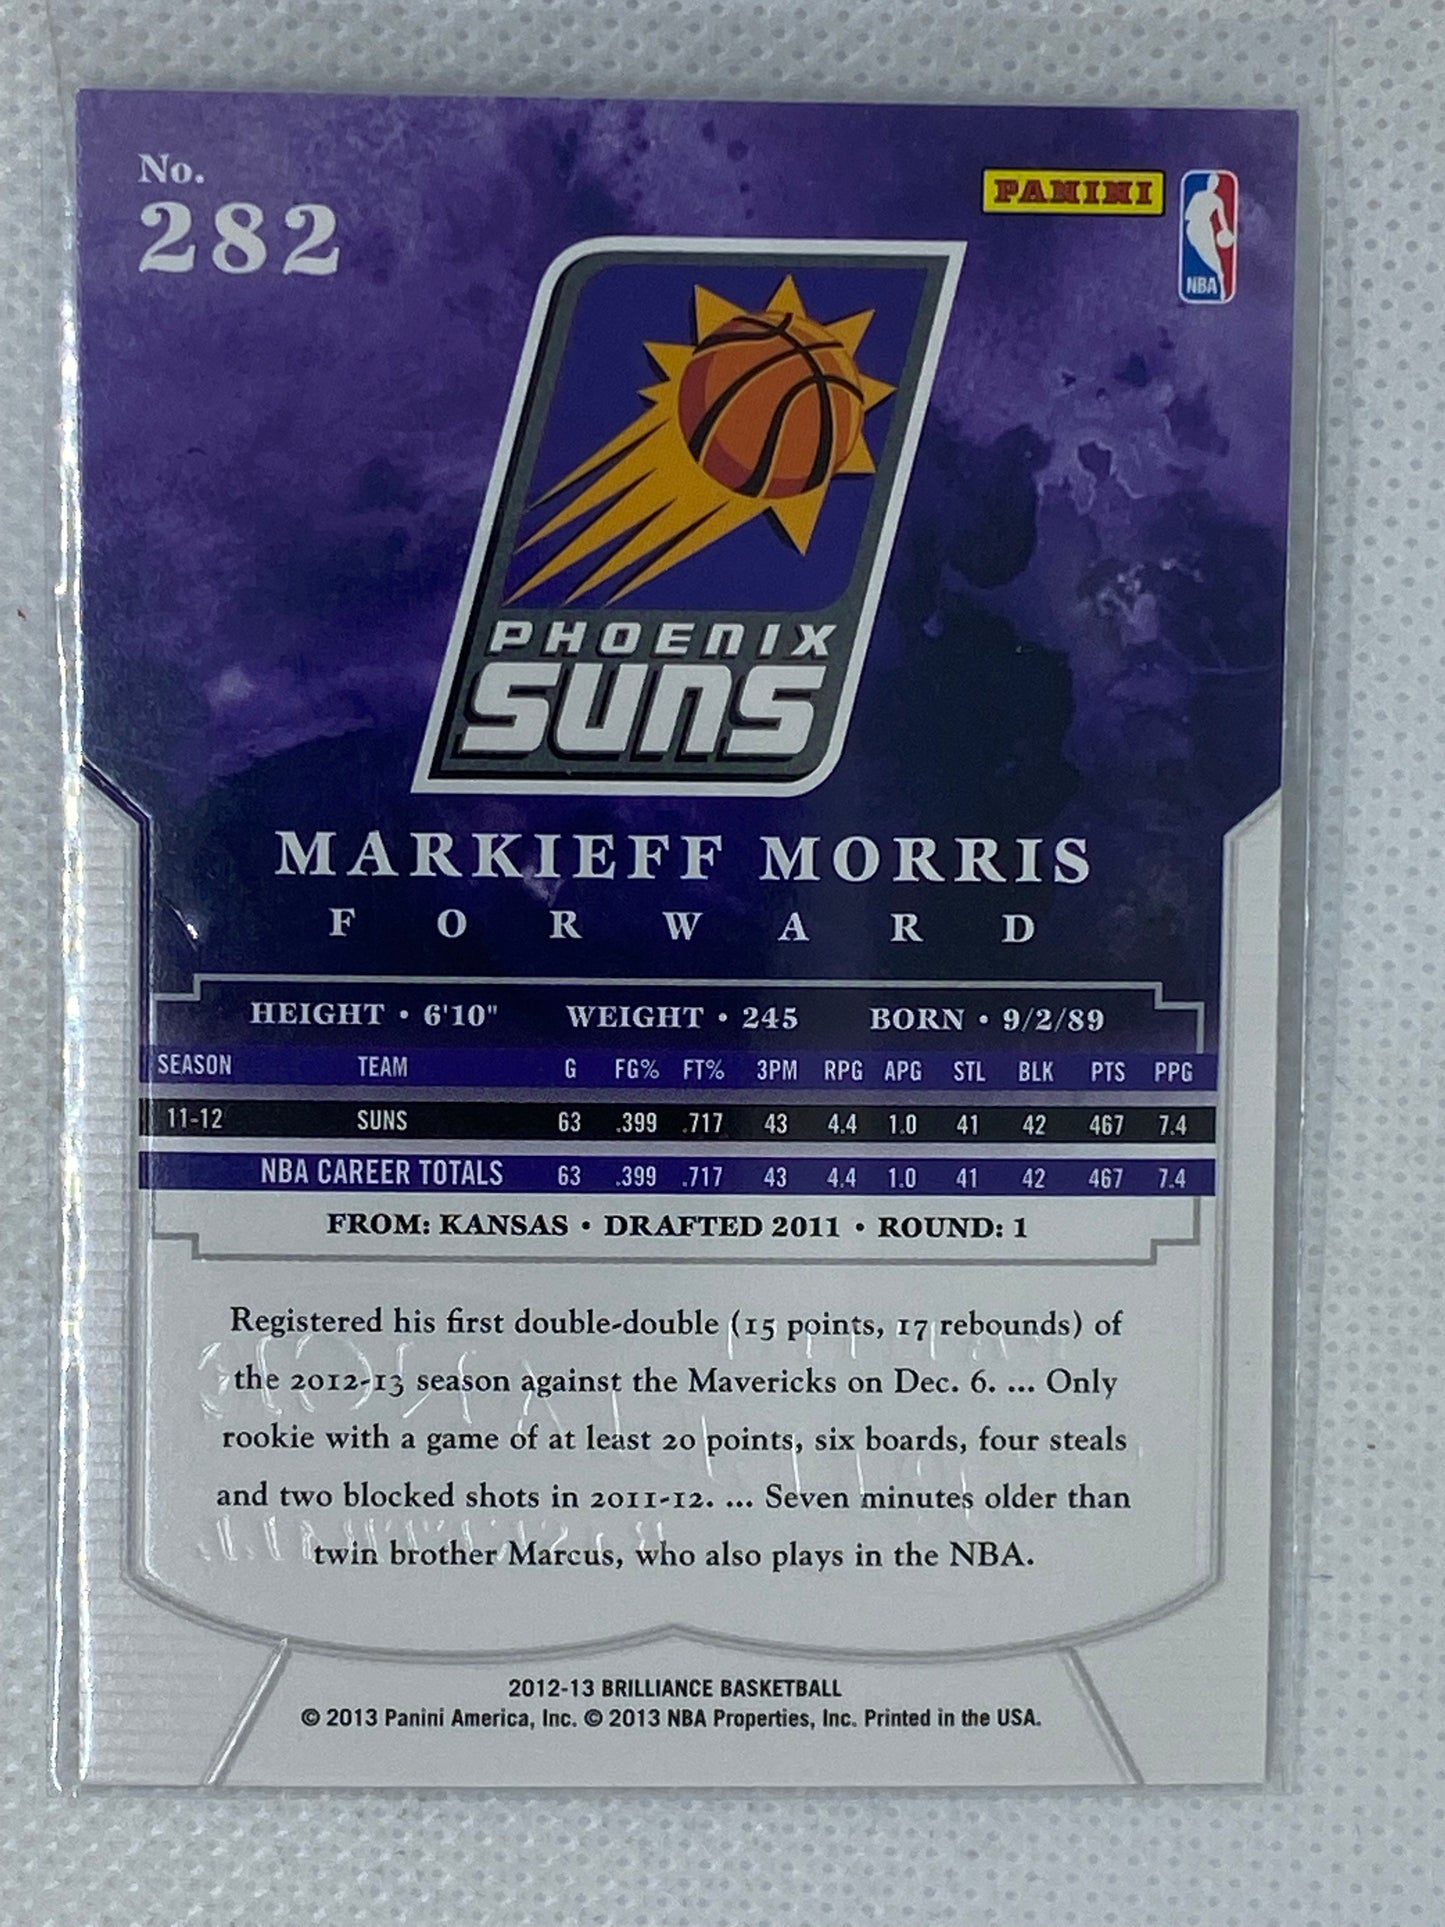 No.
282
PANINI
NBA
PHOENIX
SUNS
MARKIEFF MORRIS
FORWARD
HEIGHT • 6'10" WEIGHT • 245 BORN • 9/2/89
SEASON TEAM G FG% FT% 3PM RPG APG STL BLK PTS PPG
11-12 SUNS 63 .399 .717 43 4.4 1.0 41 42 467 7.4
NBA CAREER TOTALS 63 .399 .717 43 4.4 1.0 41 42 467 7.4
FROM: KANSAS • DRAFTED 2011 • ROUND: 1
Registered his first double-double (15 points, 17 rebounds) of
the 2012-13 season against the Mavericks on Dec. 6. ... Only
rookie with a game of at least 20 points, six boards, four steals
and two blocked shots in 2011-12. ... Seven minutes older than
twin brother Marcus, who also plays in the NBA.
2012-13 BRILLIANCE BASKETBALL
© 2013 Panini America, Inc. © 2013 NBA Properties, Inc. Printed in the USA.